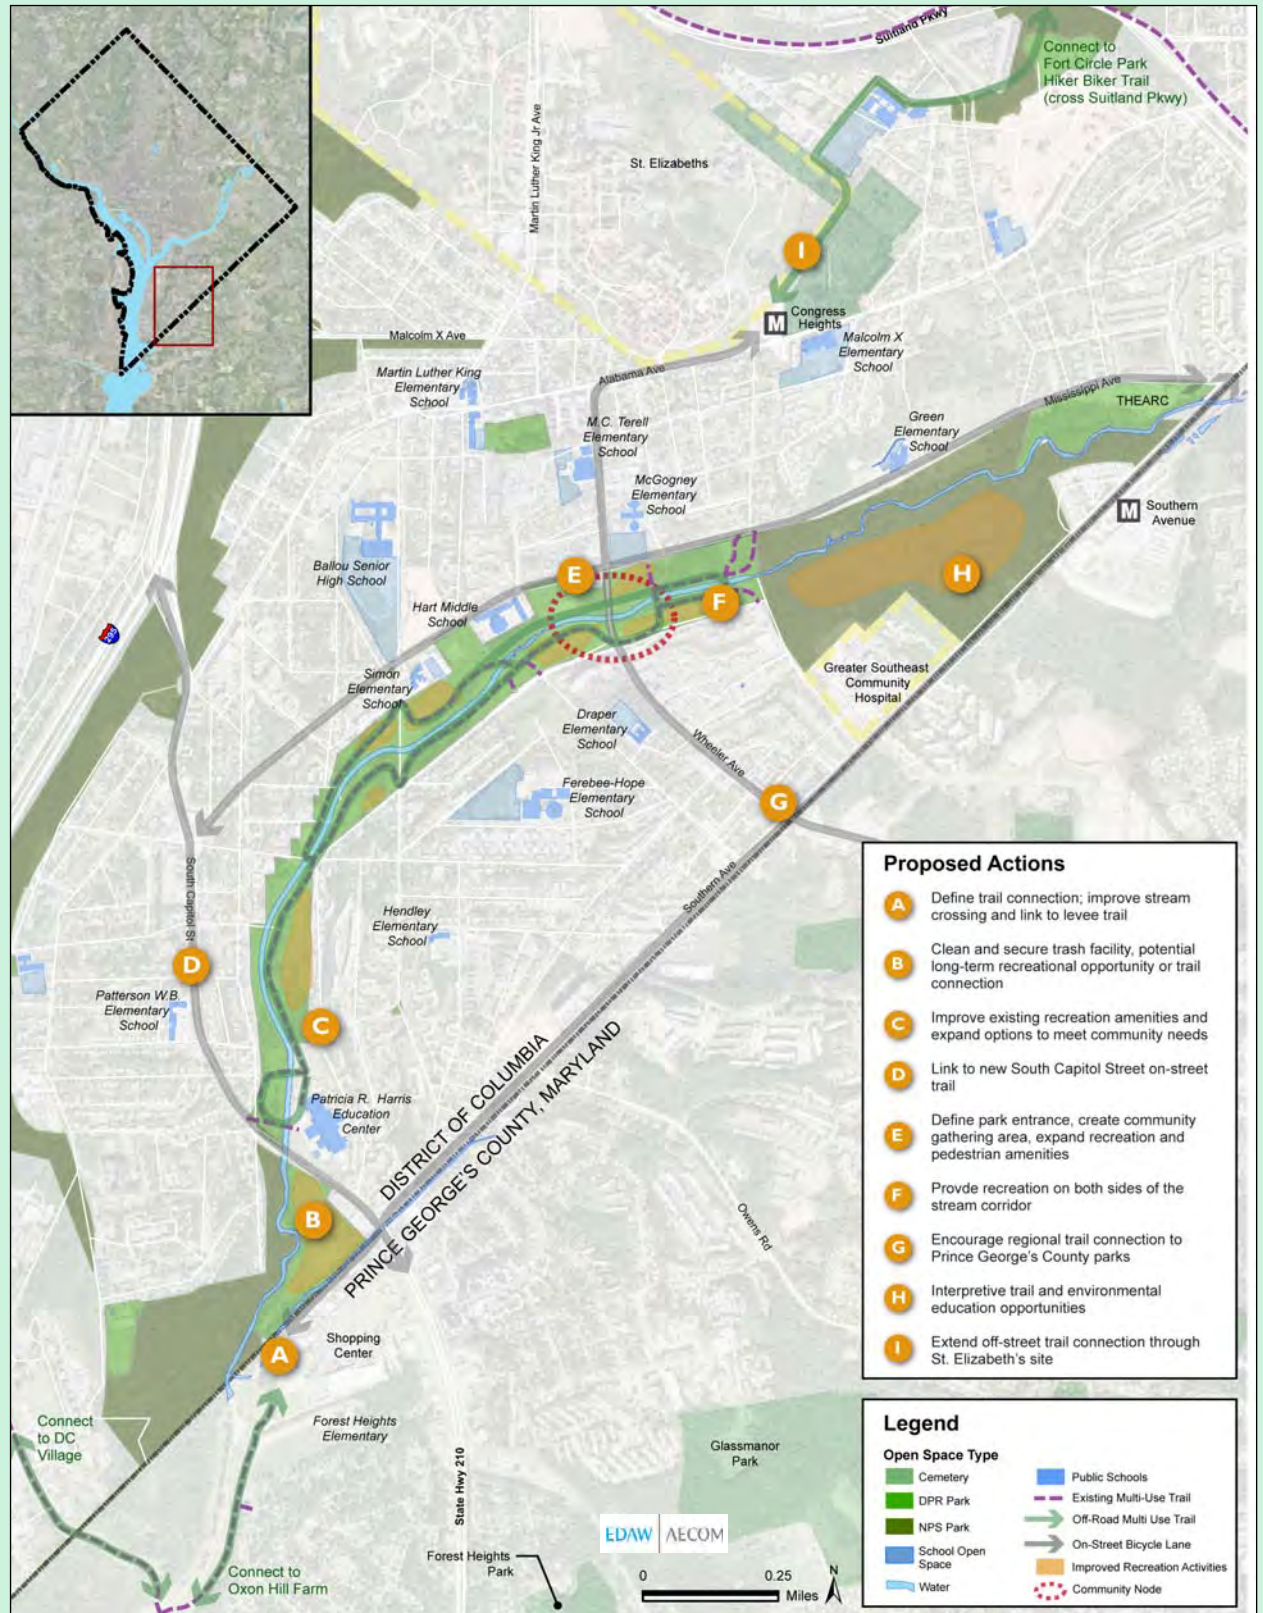 Suitland Pkwy
Connect to
Fort Circle Park
Hiker Biker Trail
(cross Suitland Pkwy)
Martin Luther King Jr Ave
St. Elizabeths
I
M
Congress
Heights
Malcolm X Ave
Malcolm X
Elementary
School
Martin Luther King
Elementary
School
Alabama Ave
Mississippi Ave
THEARC
M.C. Terell
Elementary
School
Green
Elementary
School
McGogney
Elementary
School
M
Southern
Avenue
Ballou Senior
High School
E
H
F
Hart Middle
School
295
Simon
Elementary
School
Greater Southeast
Community
Hospital
Draper
Elementary
School
Wheeler Ave
Ferebee-Hope
Elementary
School
G
South Capitol St
Southern Ave
Hendley
Elementary
School
D
Patterson W.B.
Elementary
School
C
DISTRICT OF COLUMBIA
PRINCE GEORGE'S COUNTY, MARYLAND
Patricia R. Harris
Education
Center
B
Owens Rd
A
Shopping
Center
Connect
to DC
Village
Forest Heights
Elementary
State Hwy 210
Glassmanor
Park
Connect to
Oxon Hill Farm
Forest Heights
Park
EDAW AECOM
0 0.25
Miles
N
Proposed Actions
A Define trail connection; improve stream
crossing and link to levee trail
B Clean and secure trash facility, potential
long-term recreational opportunity or trail
connection
C Improve existing recreation amenities and
expand options to meet community needs
D Link to new South Capitol Street on-street
trail
E Define park entrance, create community
gathering area, expand recreation and
pedestrian amenities
F Provde recreation on both sides of the
stream corridor
G Encourage regional trail connection to
Prince George's County parks
H Interpretive trail and environmental
education opportunities
I Extend off-street trail connection through
St. Elizabeth's site
Legend
Open Space Type
Cemetery
DPR Park
NPS Park
School Open
Space
Water
Public Schools
Existing Multi-Use Trail
Off-Road Multi Use Trail
On-Street Bicycle Lane
Improved Recreation Activities
Community Node